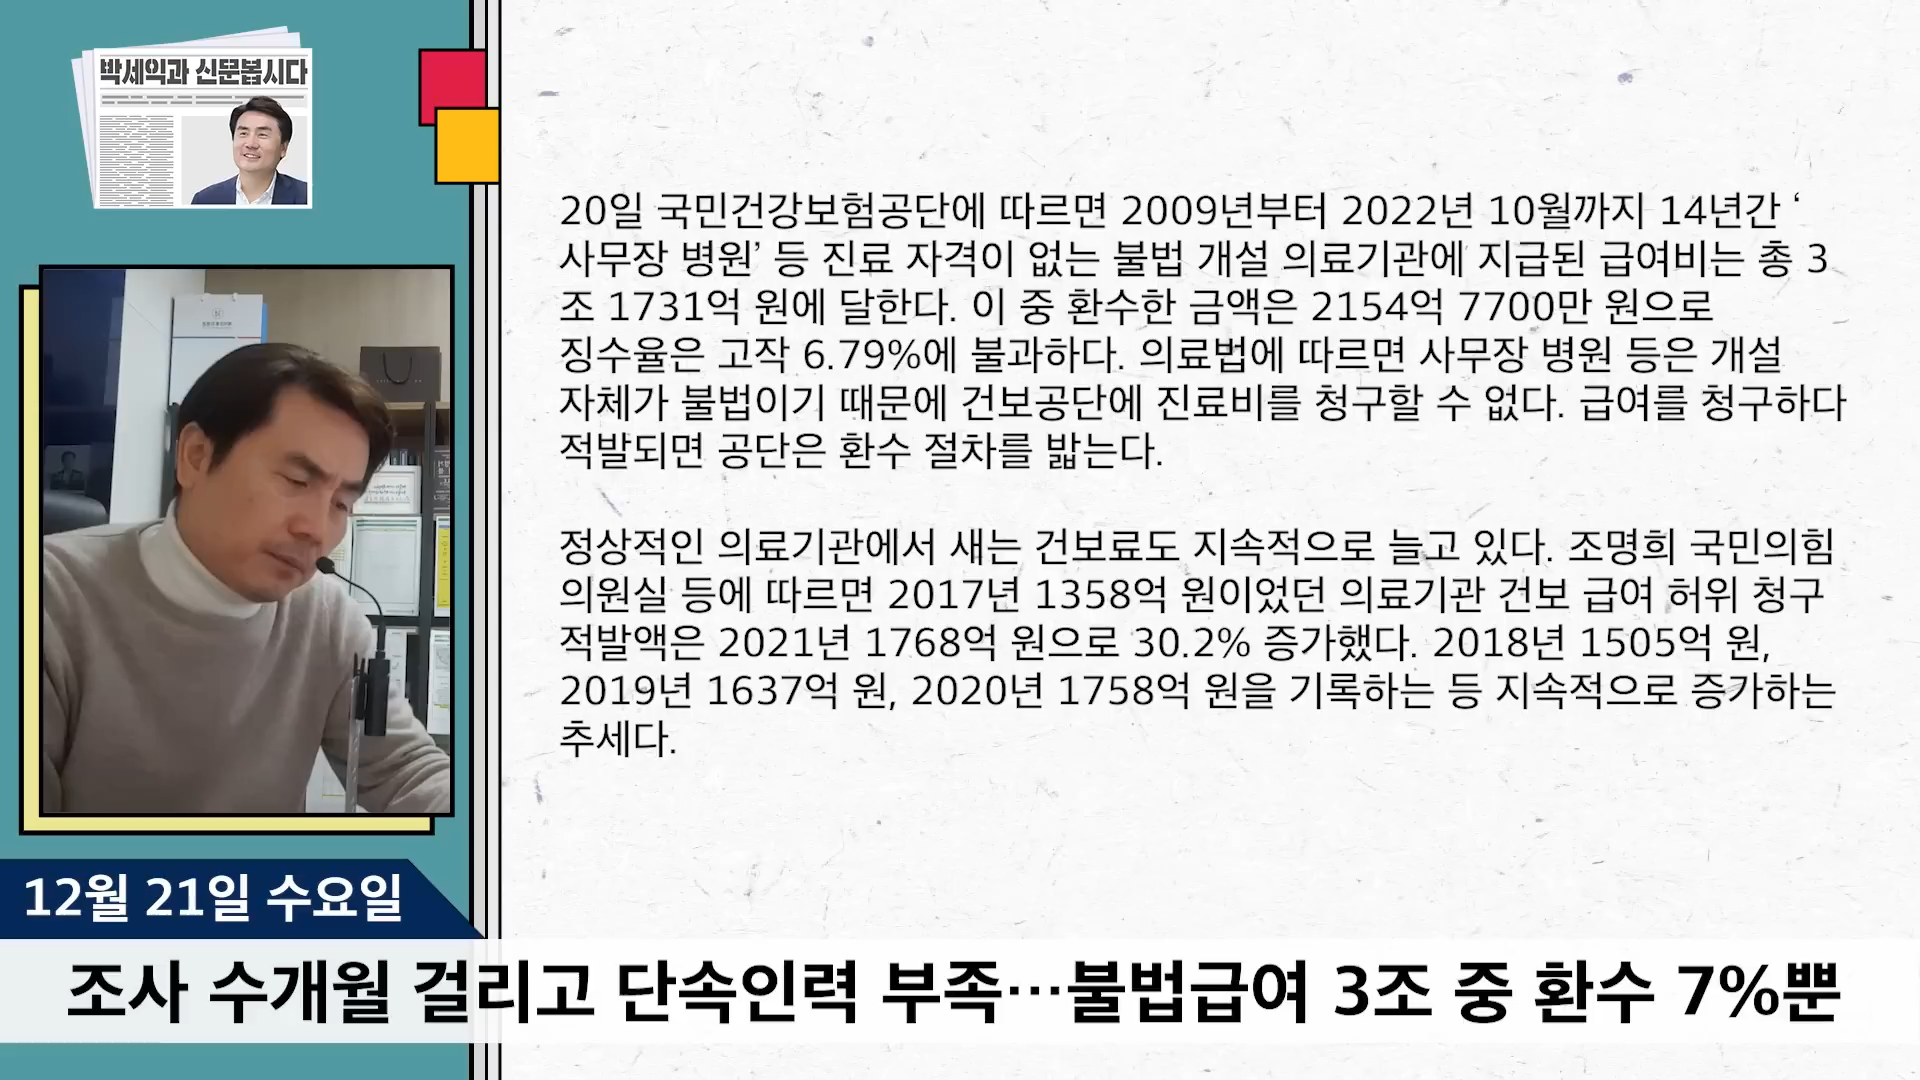 박세익과 신문봅시다
20일 국민건강보험공단에 따르면 2009년부터 2022년 10월까지 14년간 ‘
사무장 병원’ 등 진료 자격이 없는 불법 개설 의료기관에 지급된 급여비는 총 3
조 1731억 원에 달한다. 이 중 환수한 금액은 2154억 7700만 원으로
징수율은 고작 6.79%에 불과하다. 의료법에 따르면 사무장 병원 등은 개설
자체가 불법이기 때문에 건보공단에 진료비를 청구할 수 없다. 급여를 청구하다
적발되면 공단은 환수 절차를 밟는다.
정상적인 의료기관에서 새는 건보료도 지속적으로 늘고 있다. 조명희 국민의힘
의원실 등에 따르면 2017년 1358억 원이었던 의료기관 건보 급여 허위 청구
적발액은 2021년 1768억 원으로 30.2% 증가했다. 2018년 1505억 원,
2019년 1637억 원, 2020년 1758억 원을 기록하는 등 지속적으로 증가하는
추세다.
12월 21일 수요일
조사 수개월 걸리고 단속인력 부족…불법급여 3조 중 환수 7%뿐